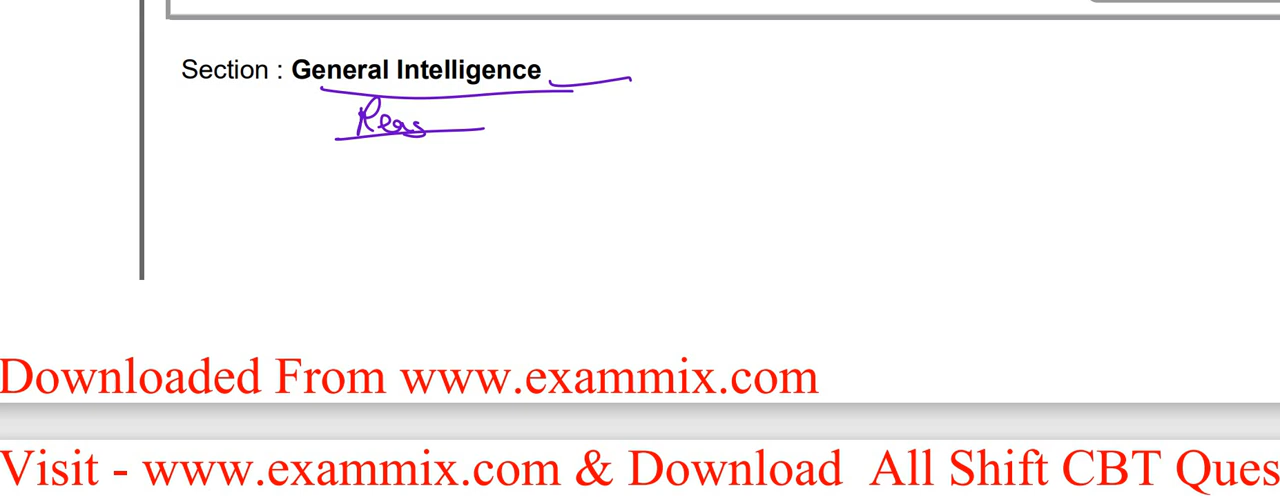 Section : General Intelligence
Reas
Downloaded From www.exammix.com
Visit - www.exammix.com & Download All Shift CBT Ques